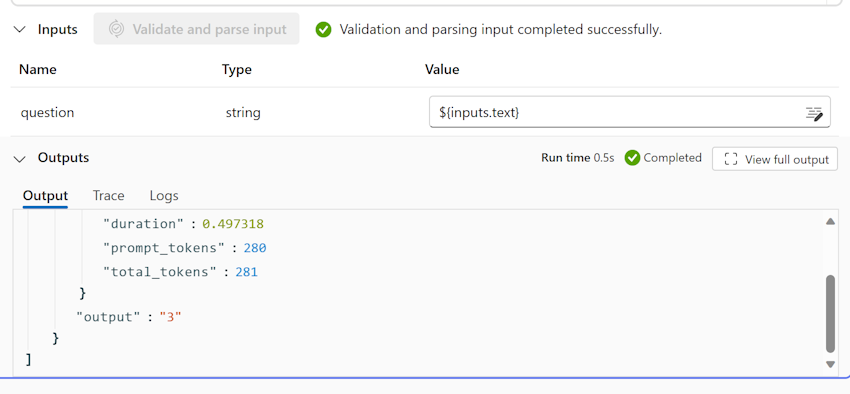 Inputs Validate and parse input Validation and parsing input completed successfully.
Name Type Value
question string ${inputs.text}
Outputs Run time 0.5s Completed View full output
Output Trace Logs
"duration" : 0.497318
"prompt_tokens" : 280
"total_tokens" : 281
}
"output" : "3"
}
]